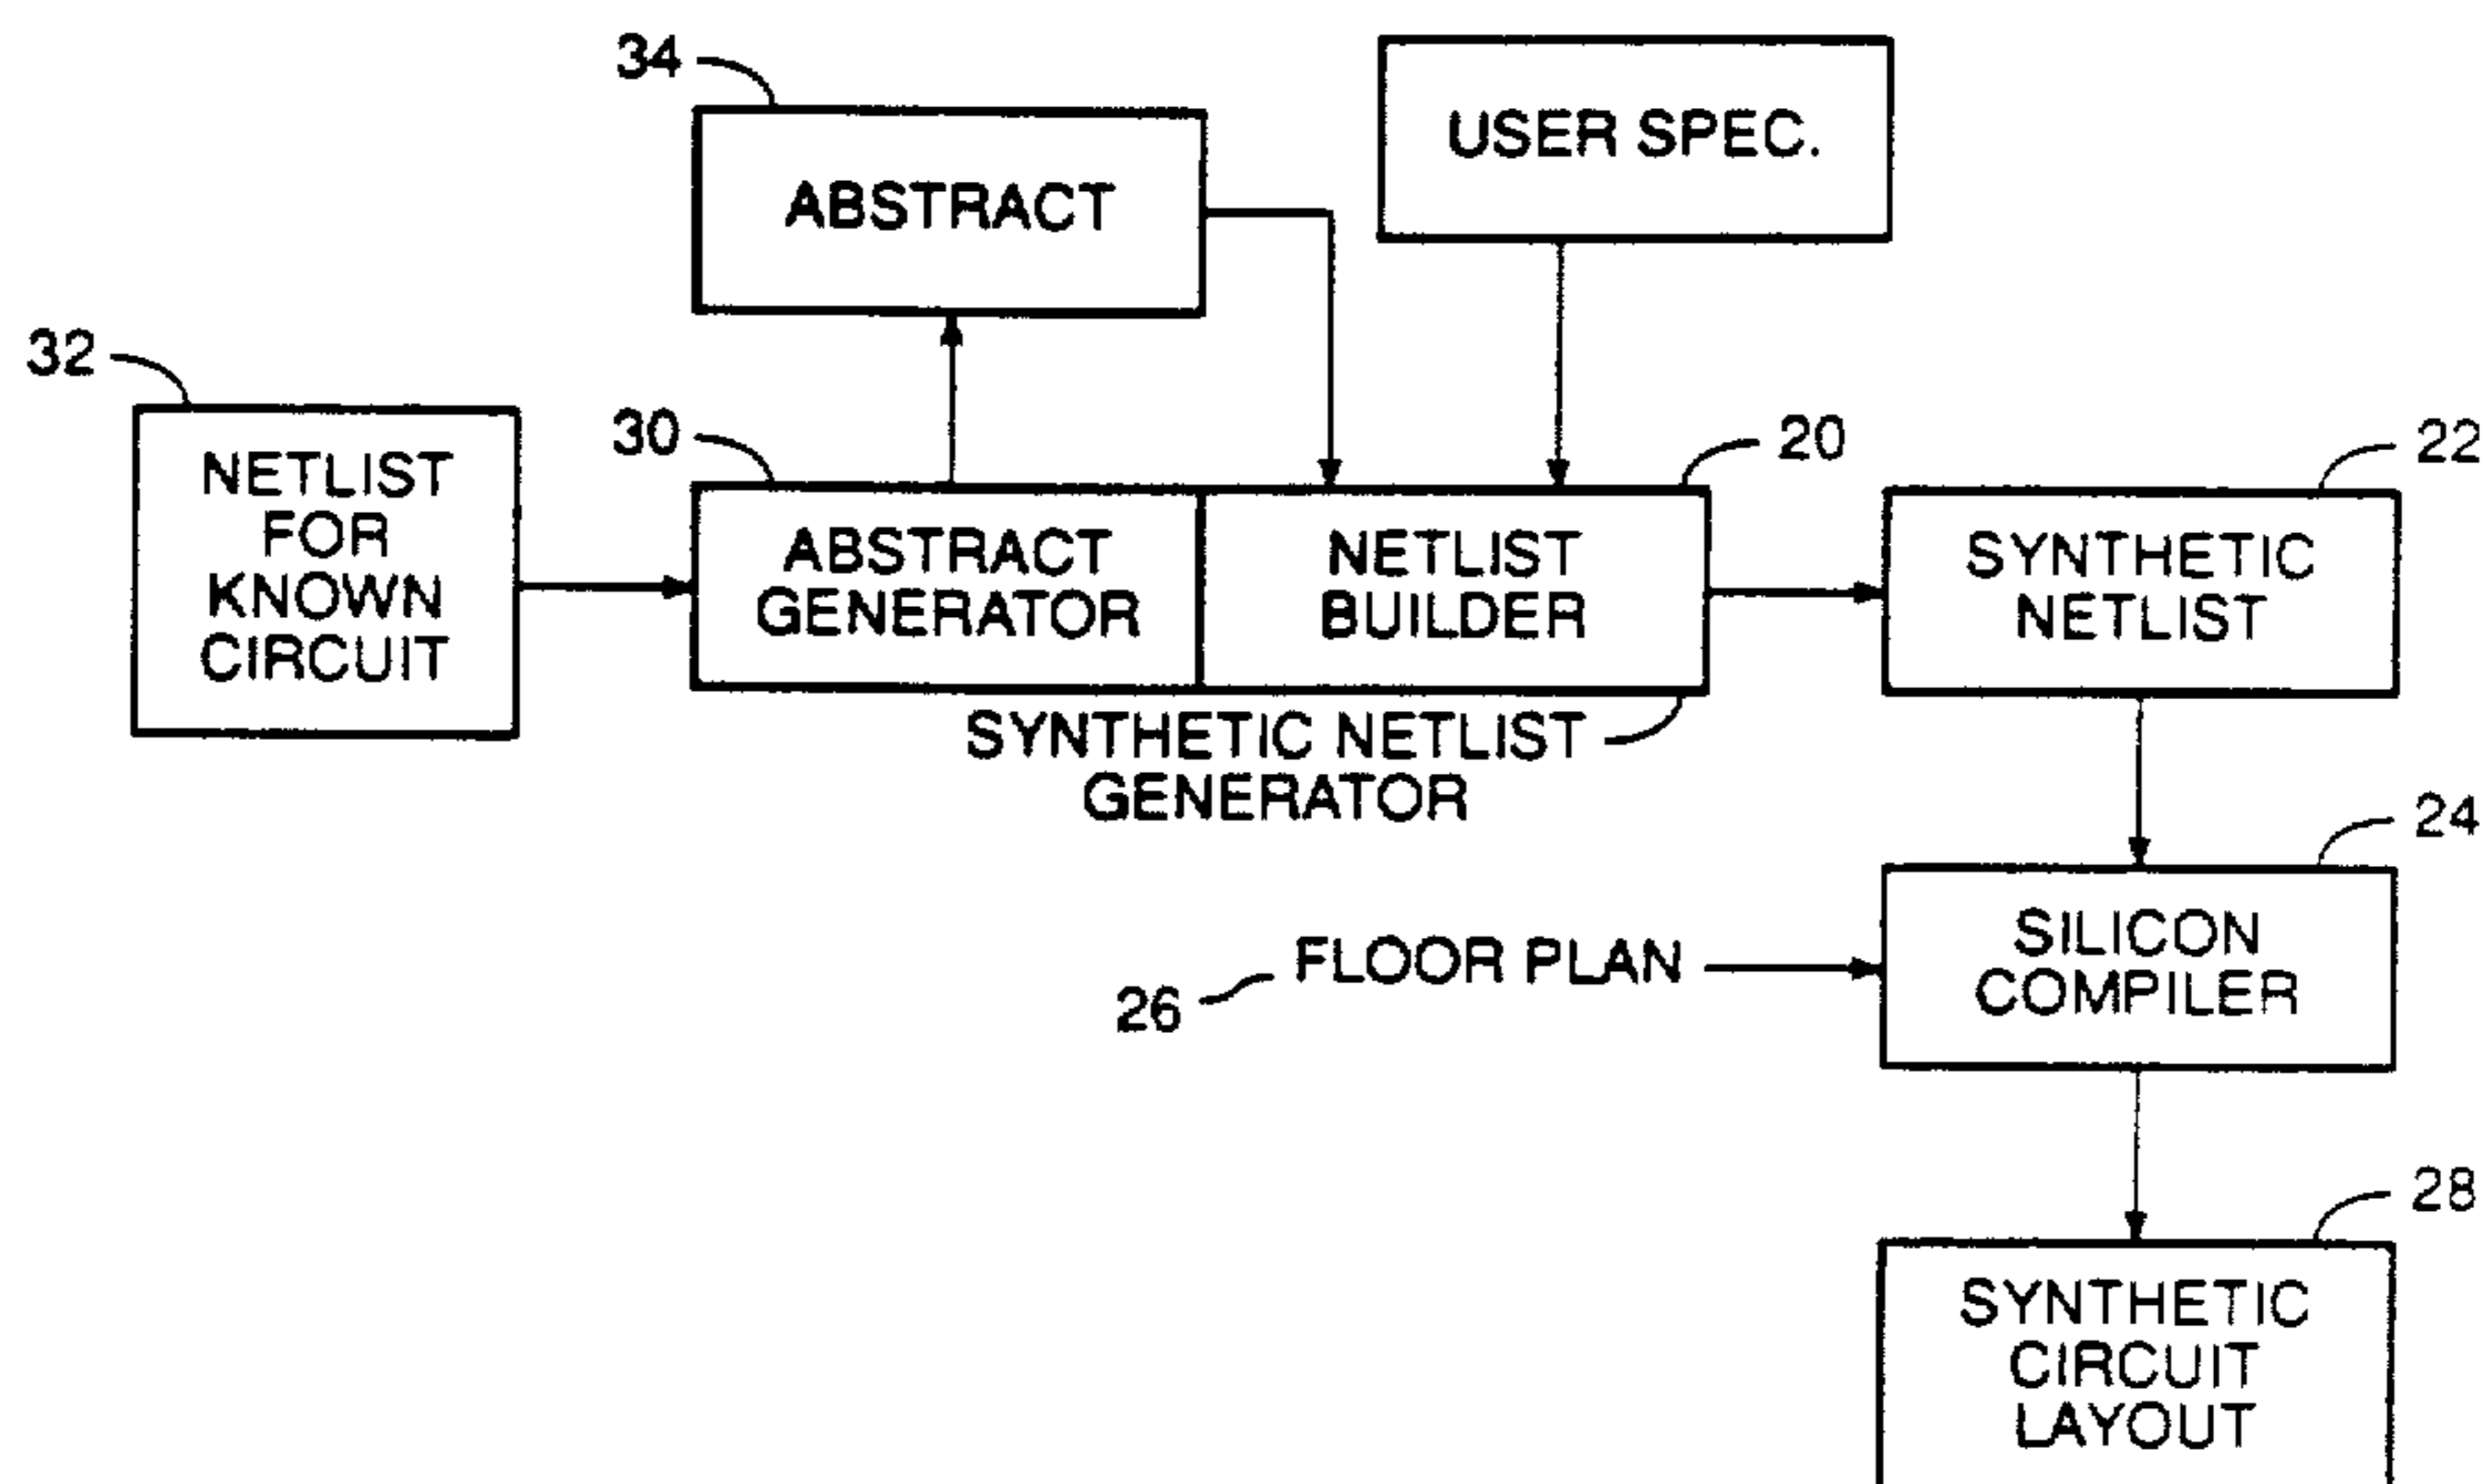 34
USER SPEC.
ABSTRACT
32
30
20
22
NETLIST
FOR
KNOWN
CIRCUIT
ABSTRACT
GENERATOR
NETLIST
BUILDER
SYNTHETIC
NETLIST
SYNTHETIC NETLIST
GENERATOR
24
SILICON
COMPILER
FLOOR PLAN
26
28
SYNTHETIC
CIRCUIT
LAYOUT